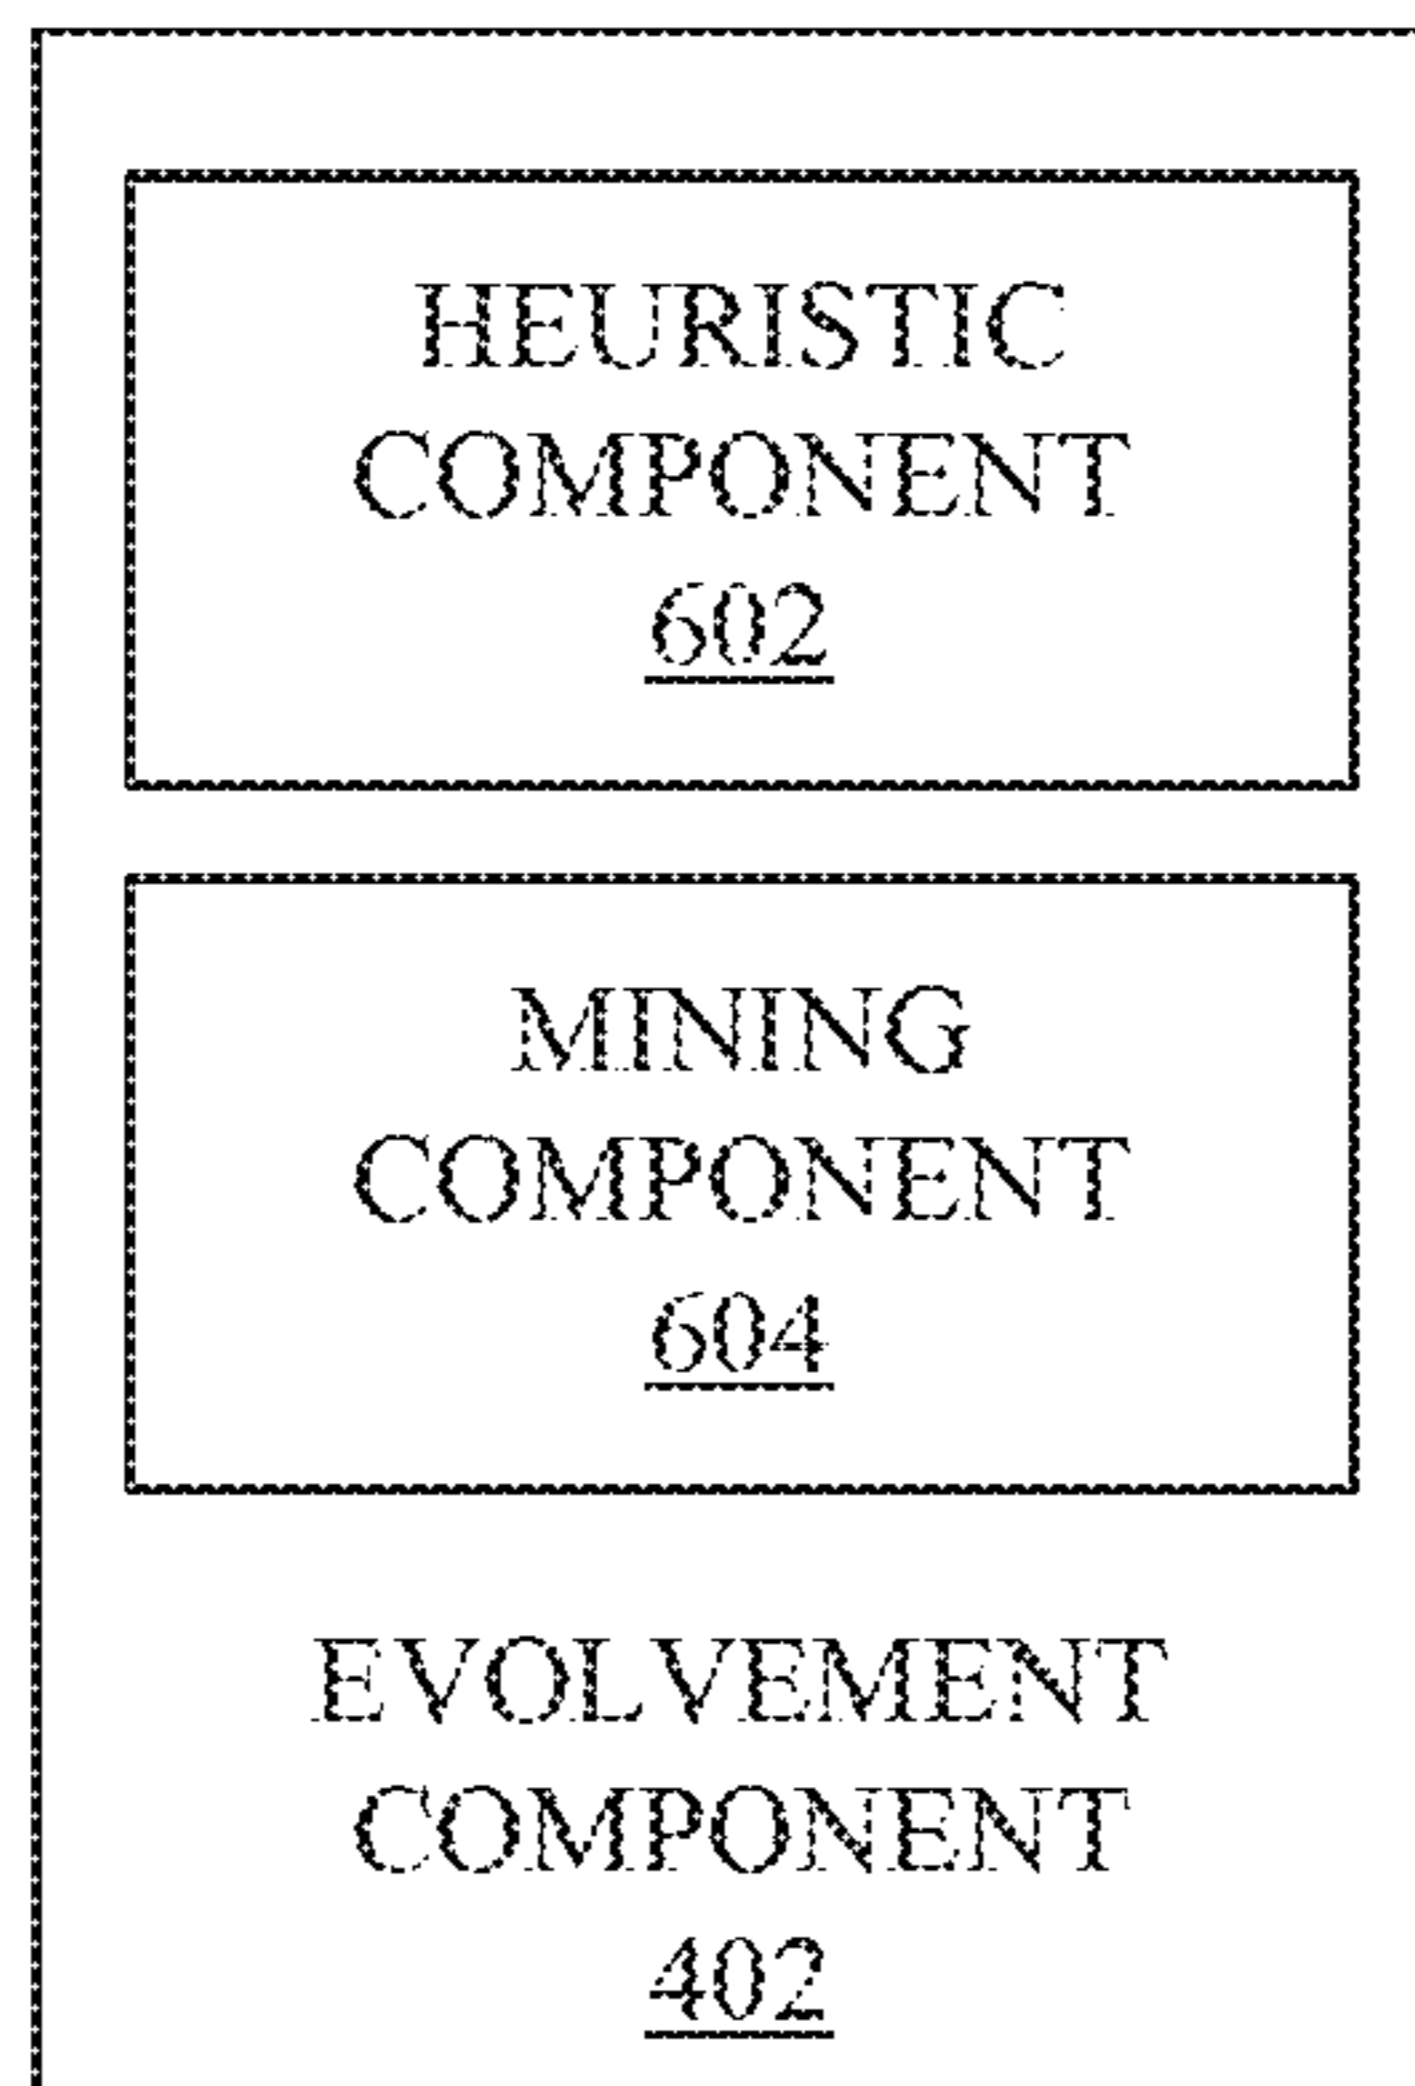 HEURISTIC
COMPONENT
602
MINING
COMPONENT
604
EVOLVEMENT
COMPONENT
402